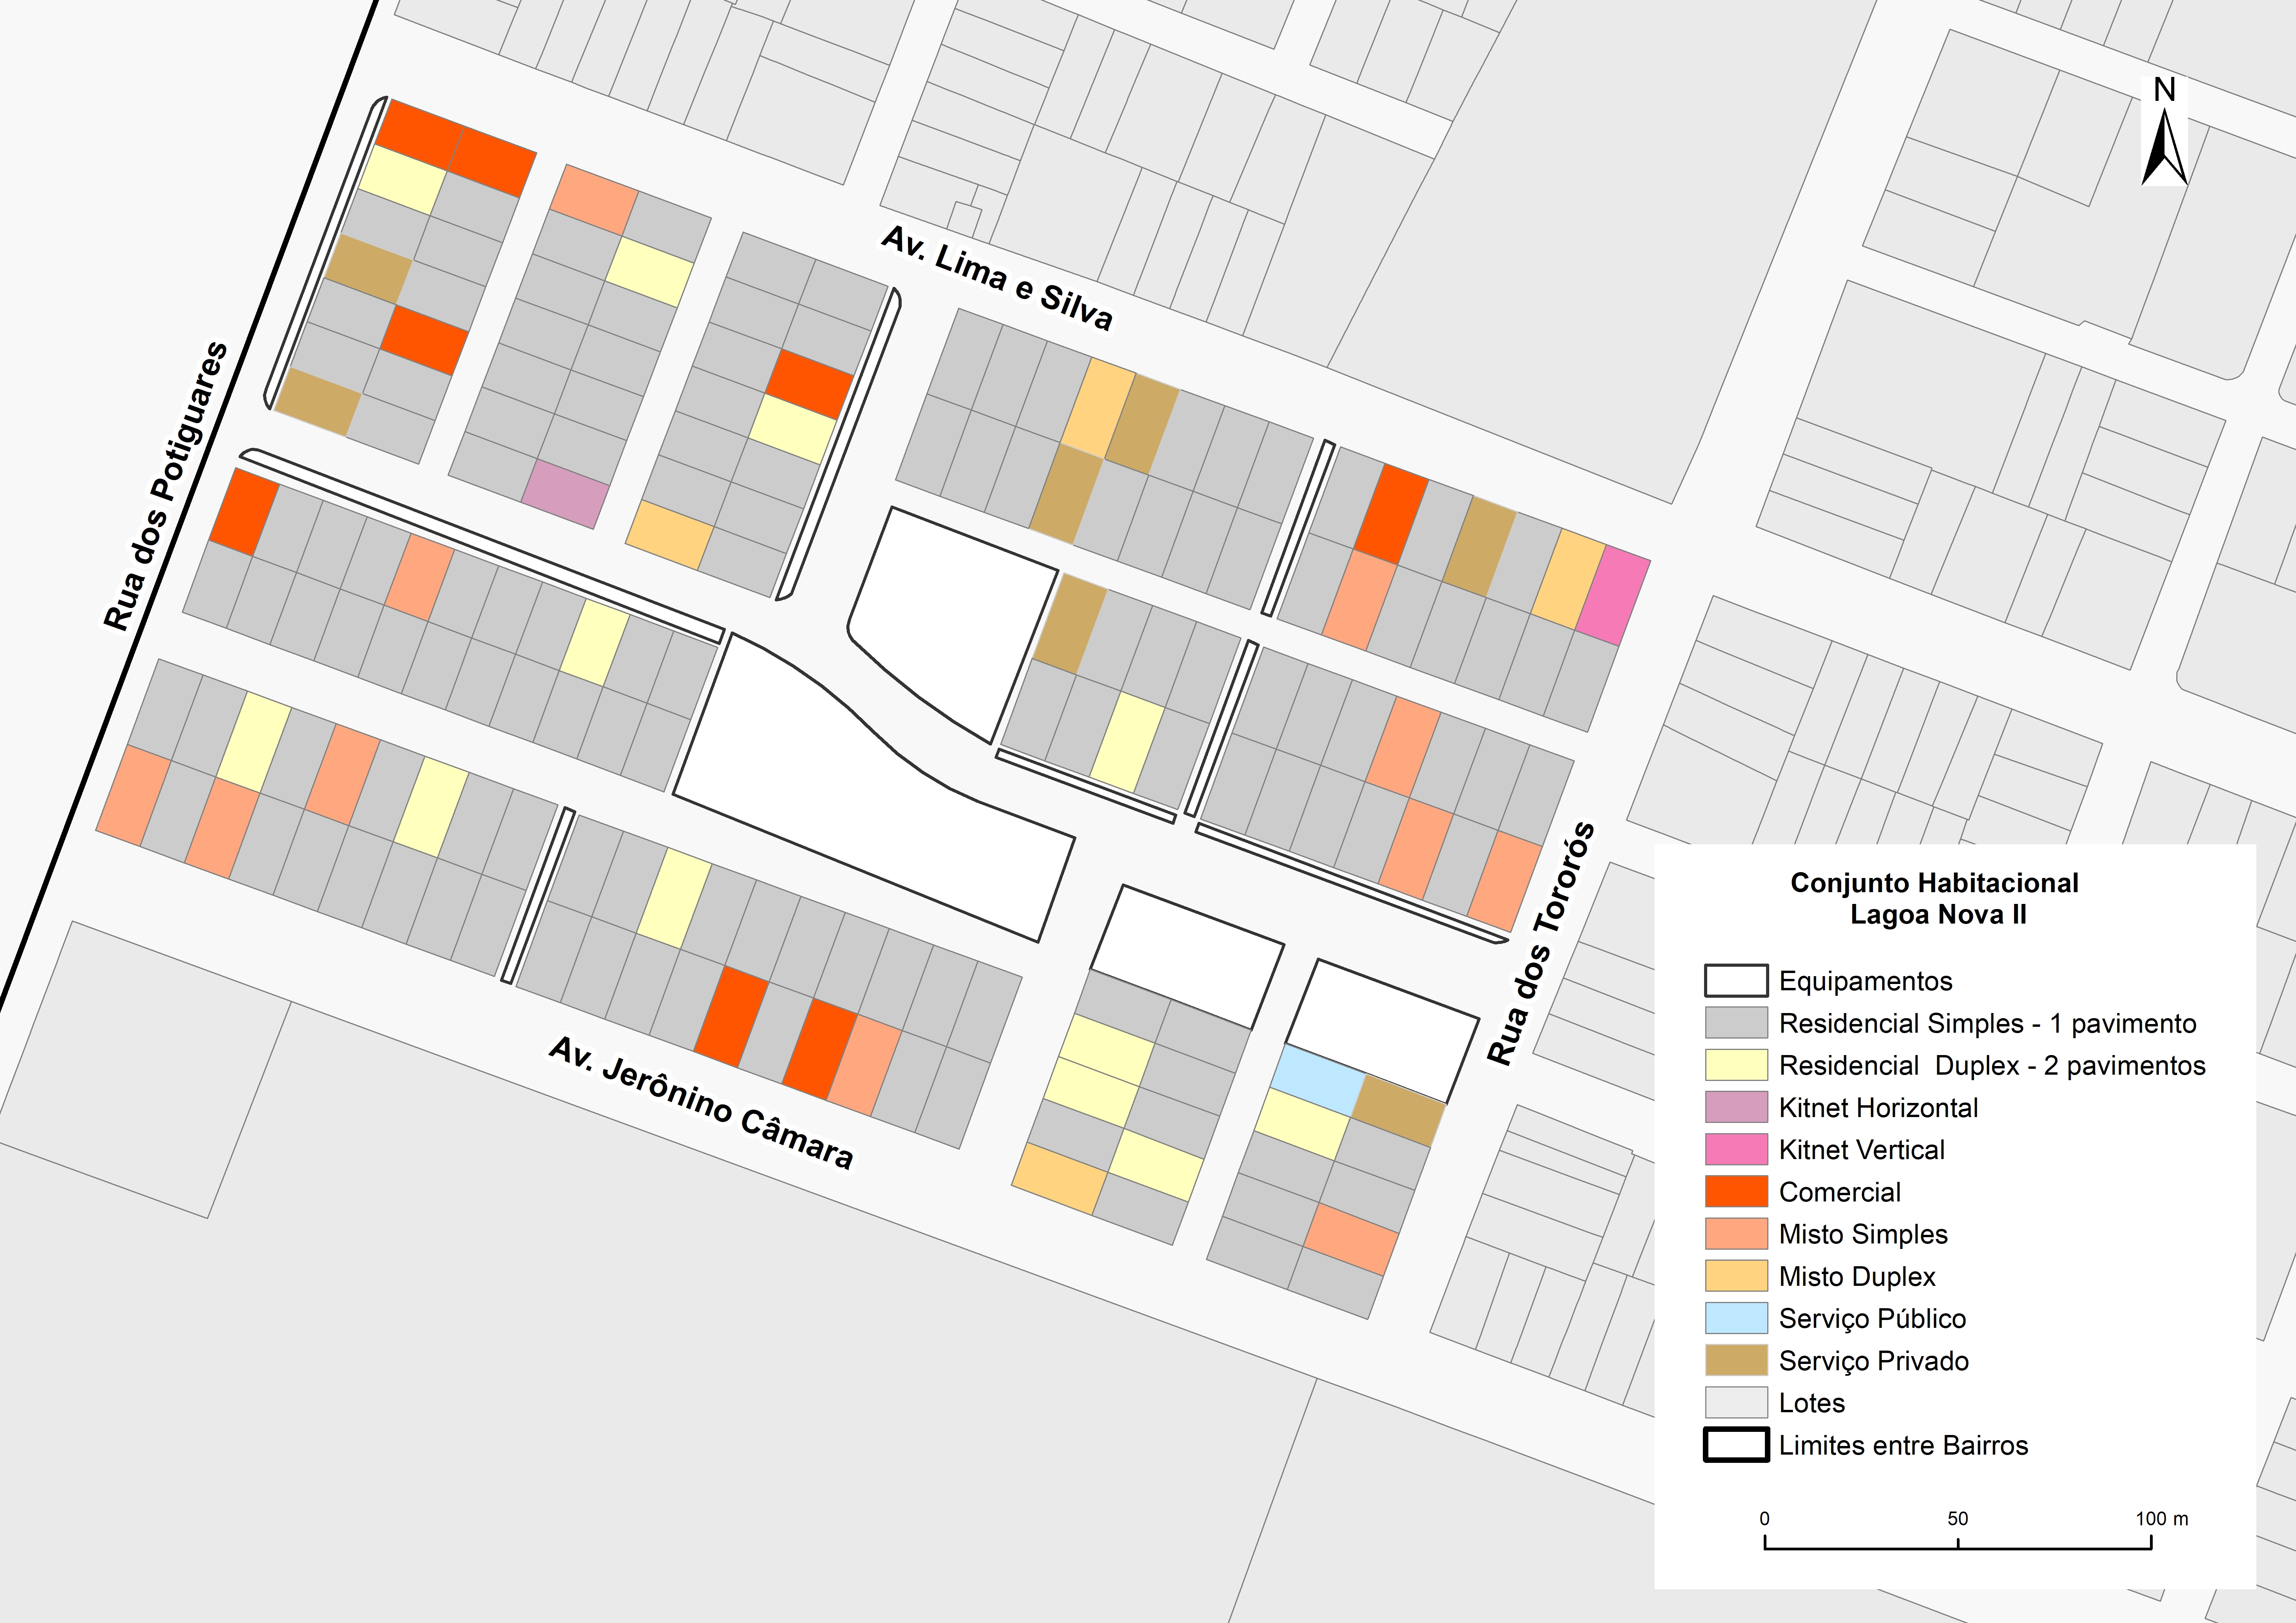 N
Av. Lima e Silva
Rua dos Potiguares
Rua dos Tororós
Av. Jerônino Câmara
Conjunto Habitacional
Lagoa Nova II
Equipamentos
Residencial Simples - 1 pavimento
Residencial Duplex - 2 pavimentos
Kitnet Horizontal
Kitnet Vertical
Comercial
Misto Simples
Misto Duplex
Serviço Público
Serviço Privado
Lotes
Limites entre Bairros
0 50 100 m